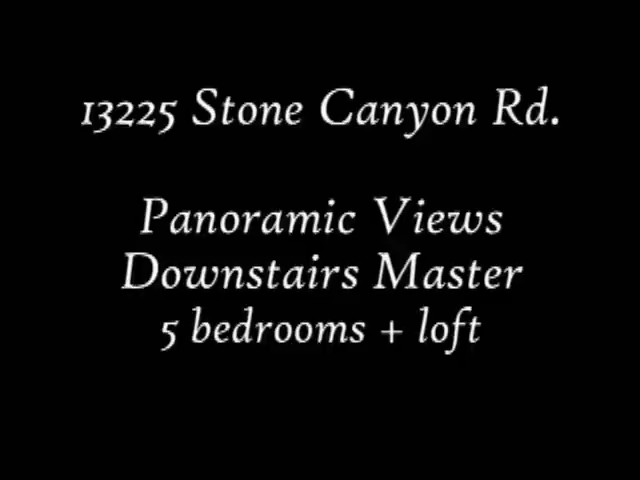 13225 Stone Canyon Rd.
Panoramic Views
Downstairs Master
5 bedrooms + loft